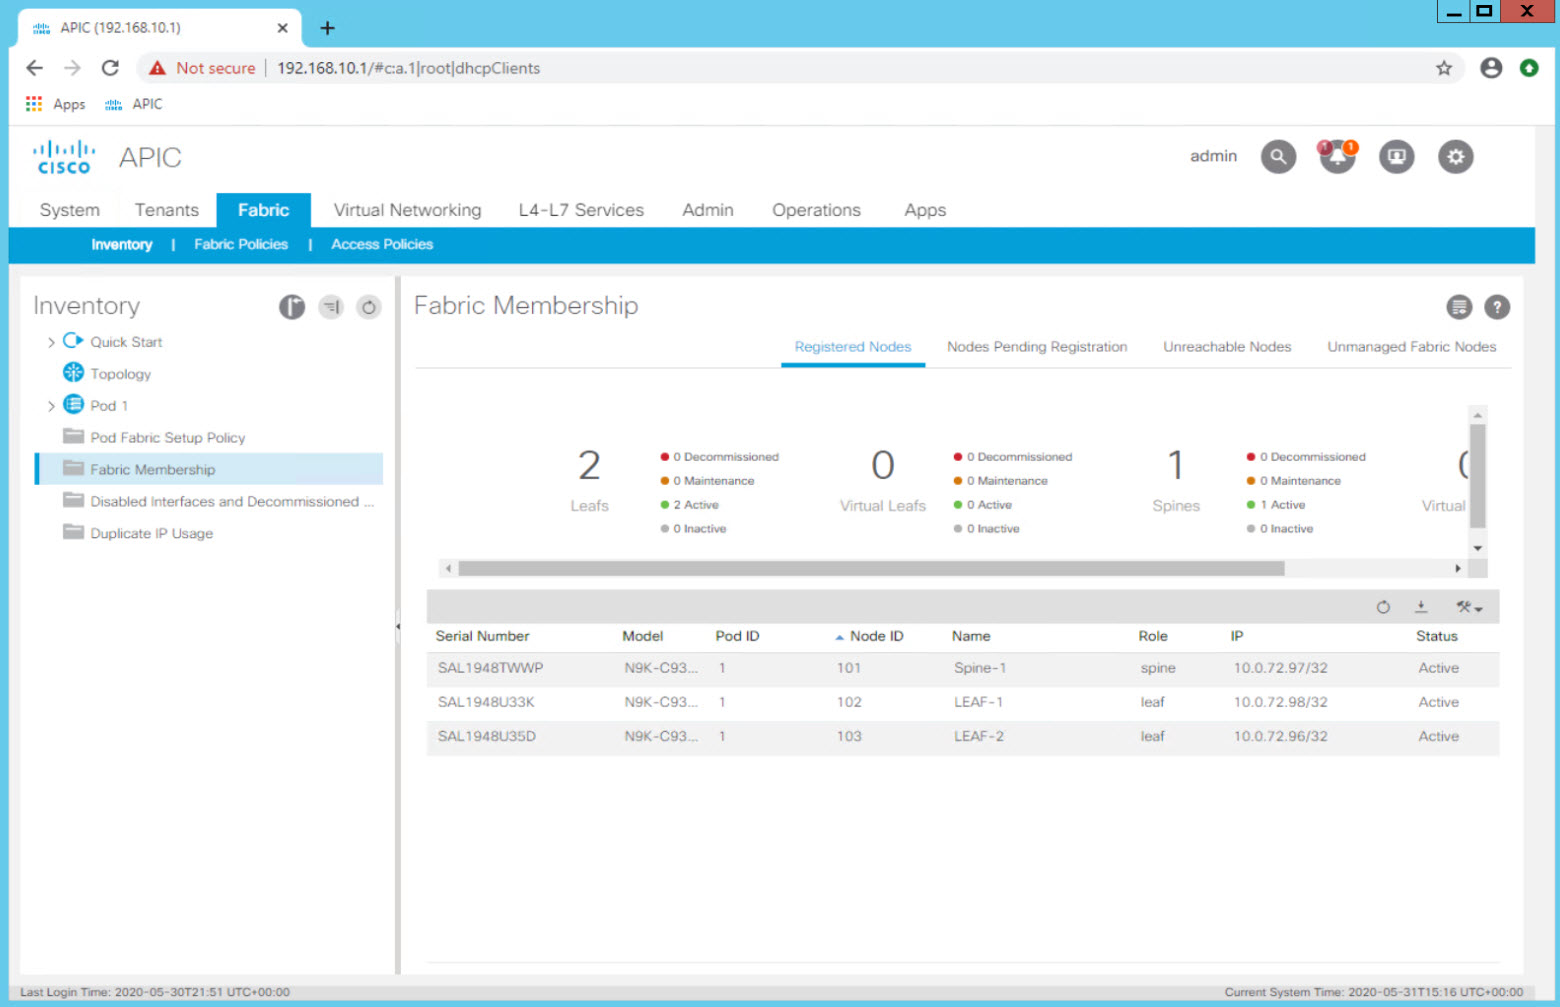 APIC (192.168.10.1)
Not secure 192.168.10.1/#c:a.1|root|dhcpClients
Apps APIC
CISCO APIC
admin
1 1
System Tenants Fabric Virtual Networking L4-L7 Services Admin Operations Apps
Inventory | Fabric Policies | Access Policies
Inventory
Quick Start
Topology
Pod 1
Pod Fabric Setup Policy
Fabric Membership
Disabled Interfaces and Decommissioned ...
Duplicate IP Usage
Fabric Membership
?
Registered Nodes Nodes Pending Registration Unreachable Nodes Unmanaged Fabric Nodes
2
Leafs
0 Decommissioned
0 Maintenance
2 Active
0 Inactive
0
Virtual Leafs
0 Decommissioned
0 Maintenance
0 Active
0 Inactive
1
Spines
0 Decommissioned
0 Maintenance
1 Active
0 Inactive
Virtual
Serial Number Model Pod ID Node ID Name Role IP Status
SAL1948TWWP N9K-C93... 1 101 Spine-1 spine 10.0.72.97/32 Active
SAL1948U33K N9K-C93... 1 102 LEAF-1 leaf 10.0.72.98/32 Active
SAL1948U35D N9K-C93... 1 103 LEAF-2 leaf 10.0.72.96/32 Active
Last Login Time: 2020-05-30T21:51 UTC+00:00
Current System Time: 2020-05-31T15:16 UTC+00:00